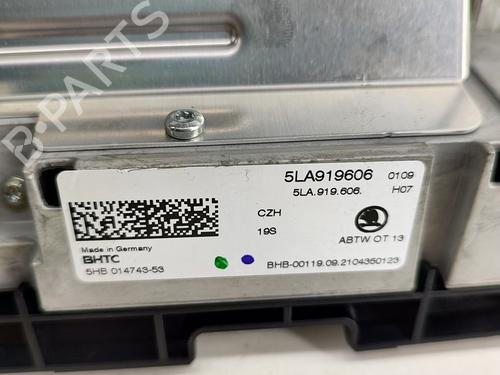 B-PARTS
5LA919606 0109
5LA.919.606. H07
CZH
19S
ABTW OT 13
Made in Germany
BHTC
5HB 014743-53
BHB-00119.09.2104350123